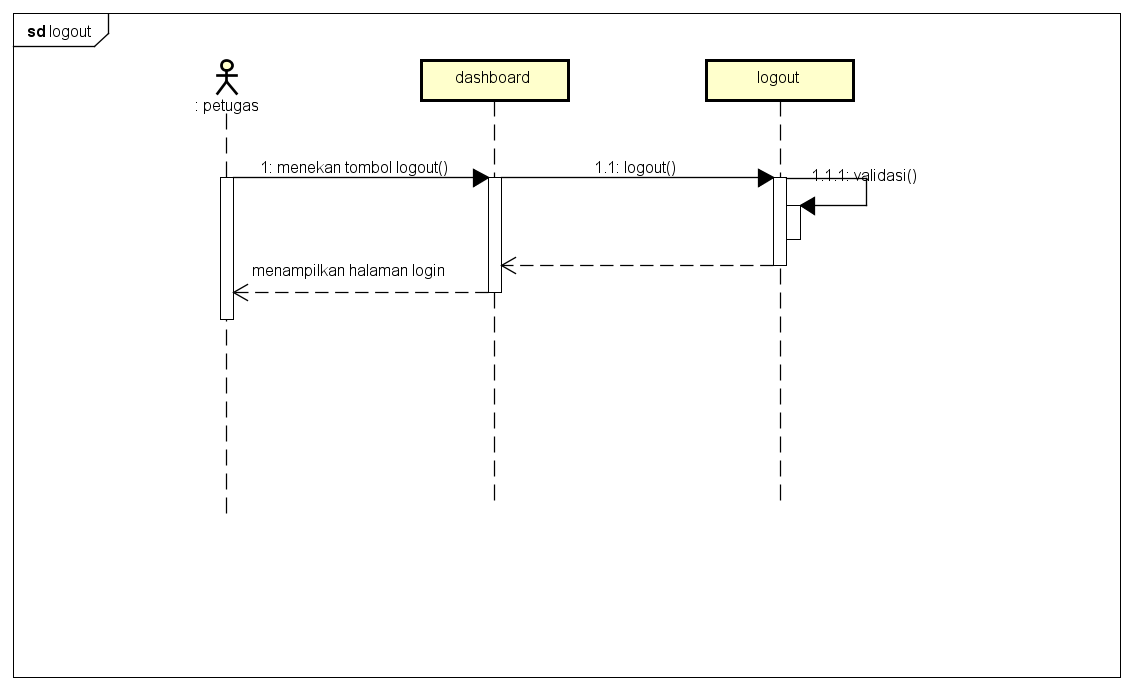 sd logout
: petugas
dashboard
logout
1: menekan tombol logout()
1.1: logout()
1.1.1: validasi()
menampilkan halaman login